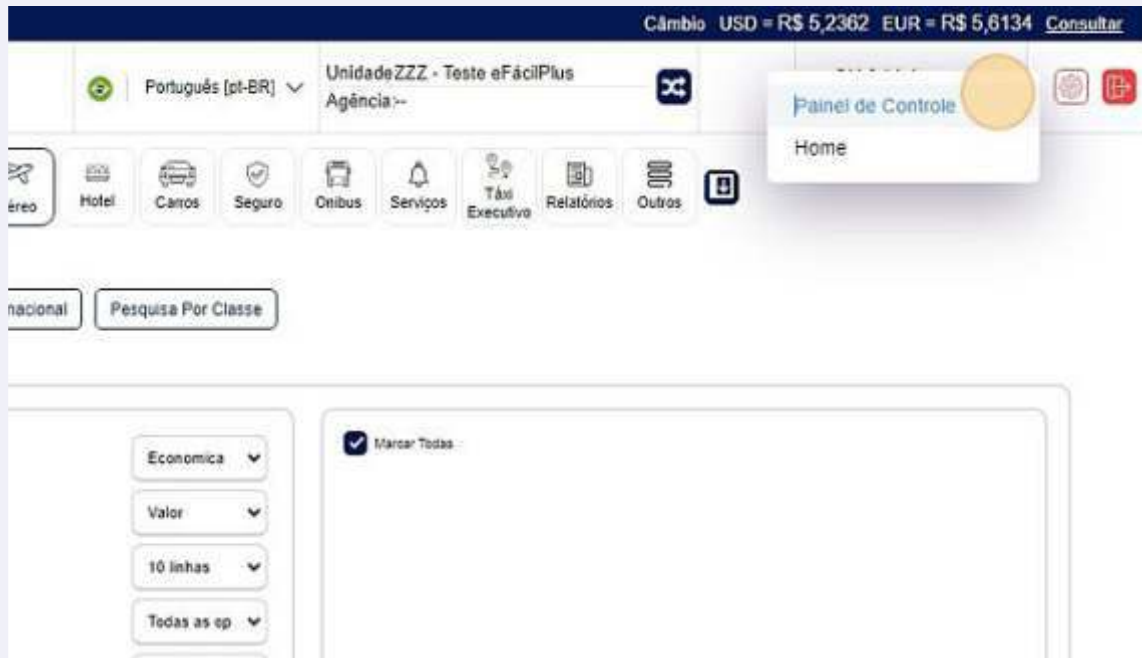 Câmbio USD = R$ 5,2362 EUR = R$ 5,6134 Consultar
Português [pt-BR]
UnidadeZZZ - Teste eFácilPlus
Agência:--
Painel de Controle
Home
éreo
Hotel
Carros
Seguro
Onibus
Serviços
Táxi
Executivo
Relatórios
Outros
nacional
Pesquisa Por Classe
Economica
Marcar Todas
Valor
10 linhas
Todas as op